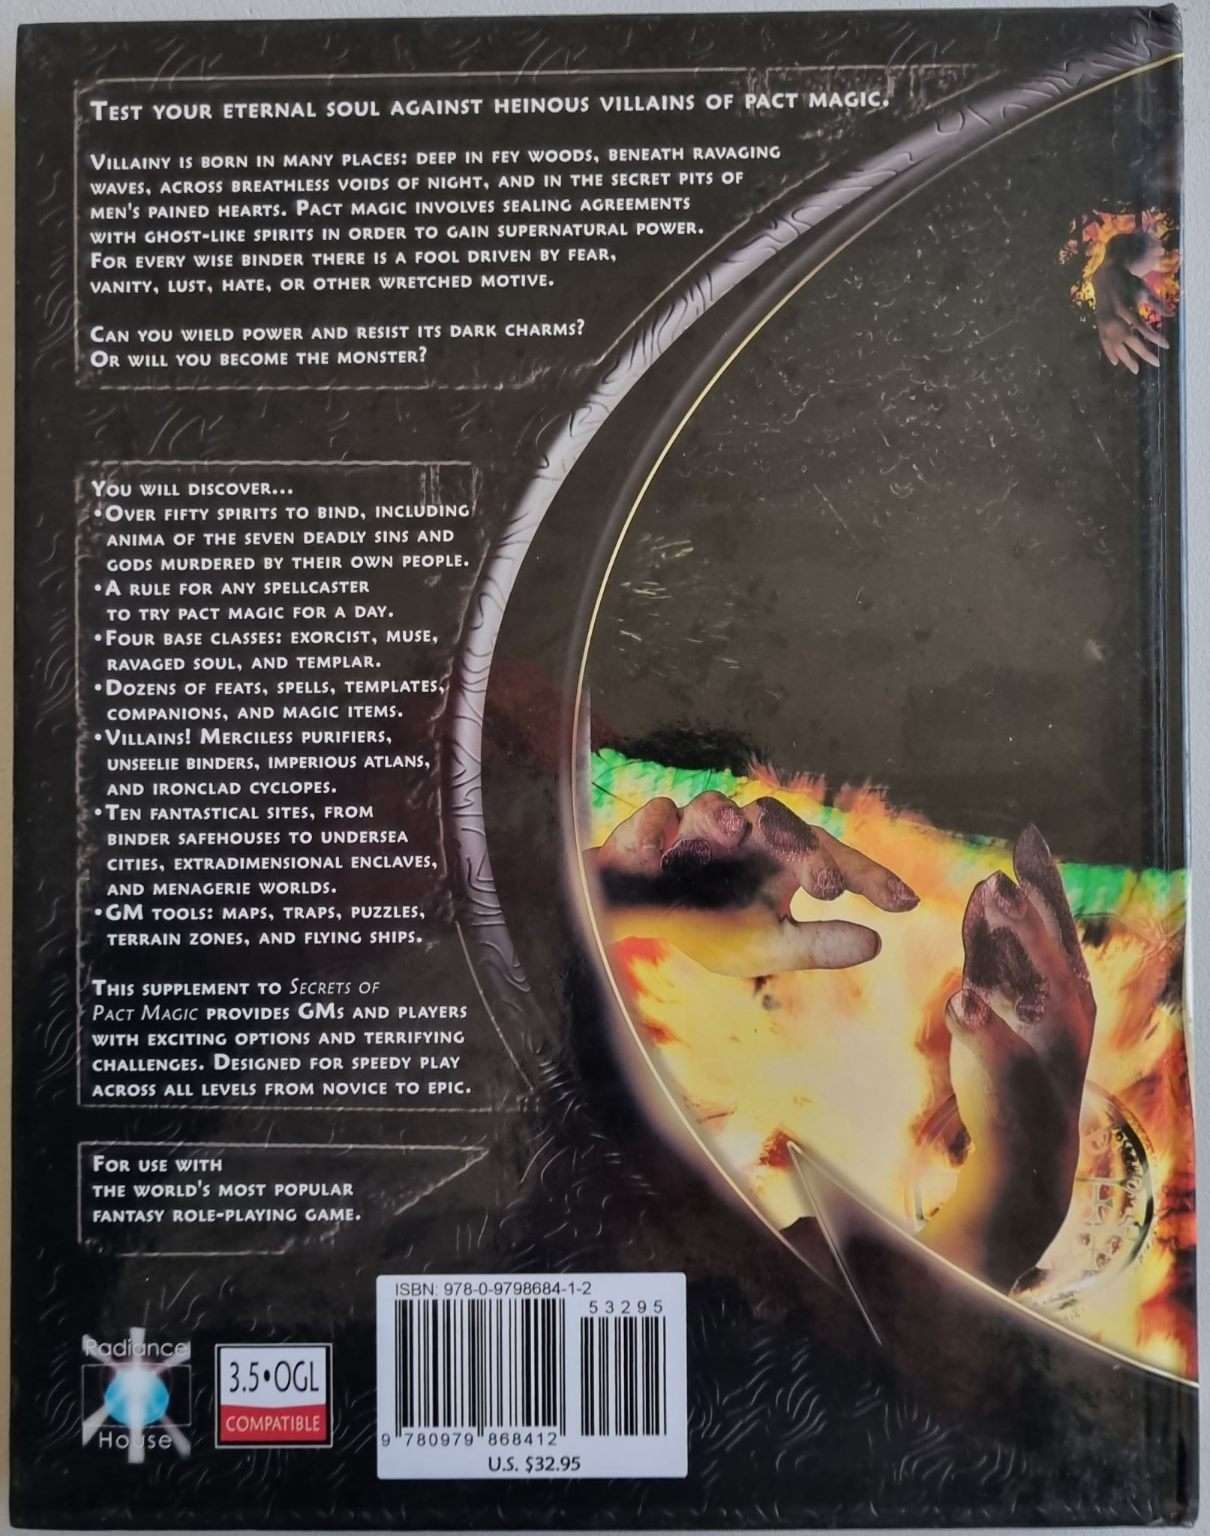 Test your eternal soul against heinous villains of pact magic.
Villainy is born in many places: deep in fey woods, beneath ravaging
waves, across breathless voids of night, and in the secret pits of
men's pained hearts. Pact magic involves sealing agreements
with ghost-like spirits in order to gain supernatural power.
For every wise binder there is a fool driven by fear,
vanity, lust, hate, or other wretched motive.
Can you wield power and resist its dark charms?
Or will you become the monster?
You will discover...
•Over fifty spirits to bind, including
anima of the seven deadly sins and
gods murdered by their own people.
•A rule for any spellcaster
to try pact magic for a day.
•Four base classes: exorcist, muse,
ravaged soul, and templar.
•Dozens of feats, spells, templates,
companions, and magic items.
•Villains! Merciless purifiers,
unseelie binders, imperious atlans,
and ironclad cyclopes.
•Ten fantastical sites, from
binder safehouses to undersea
cities, extradimensional enclaves,
and menagerie worlds.
•GM tools: maps, traps, puzzles,
terrain zones, and flying ships.
This supplement to Secrets of
Pact Magic provides GMs and players
with exciting options and terrifying
challenges. Designed for speedy play
across all levels from novice to epic.
For use with
the world's most popular
fantasy role-playing game.
ISBN: 978-0-9798684-1-2
53295
9 780979 868412
U.S. $32.95
Radiance
House
3.5•OGL
COMPATIBLE